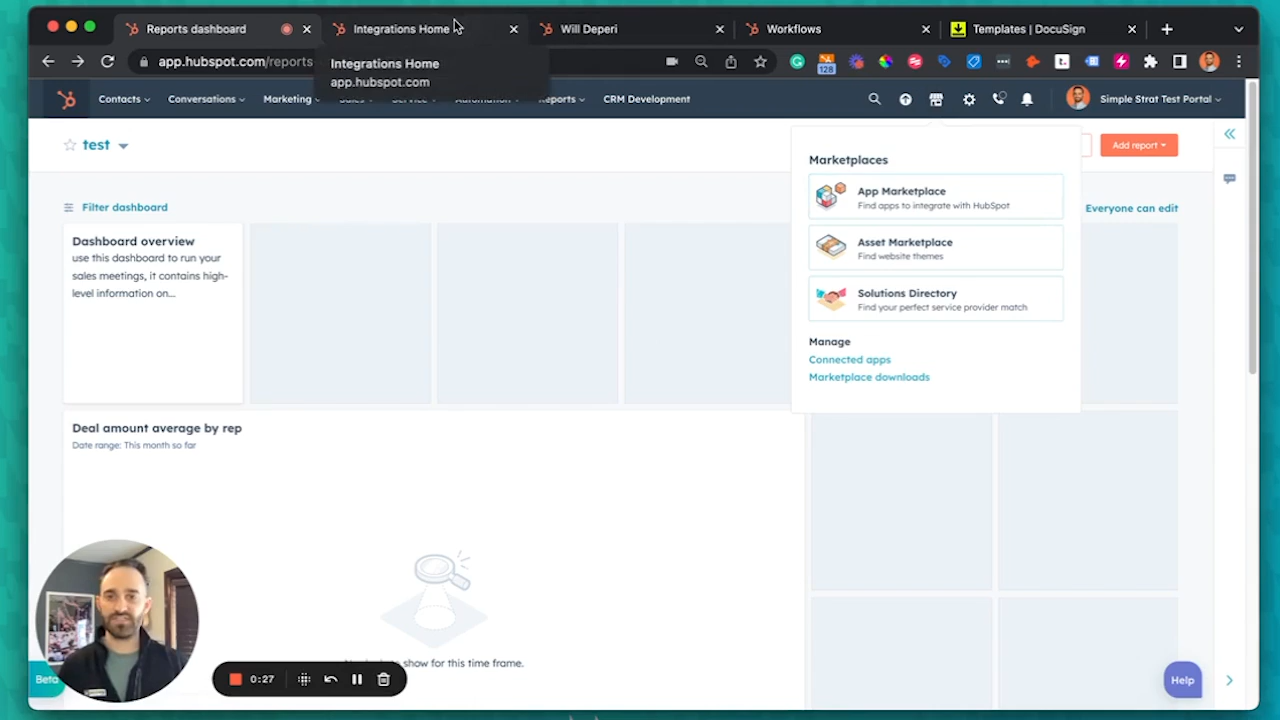 Reports dashboard
Integrations Home
Will Deperi
Workflows
Templates | DocuSign
app.hubspot.com/reports
Integrations Home
app.hubspot.com
128
Contacts
Conversations
Marketing
Sales
Service
Automation
Reports
CRM Development
Simple Strat Test Portal
test
Add report
Marketplaces
App Marketplace
Find apps to integrate with HubSpot
Asset Marketplace
Find website themes
Solutions Directory
Find your perfect service provider match
Manage
Connected apps
Marketplace downloads
Filter dashboard
Everyone can edit
Dashboard overview
use this dashboard to run your
sales meetings, it contains high-
level information on...
Deal amount average by rep
Date range: This month so far
show for this time frame.
Beta
0:27
Help